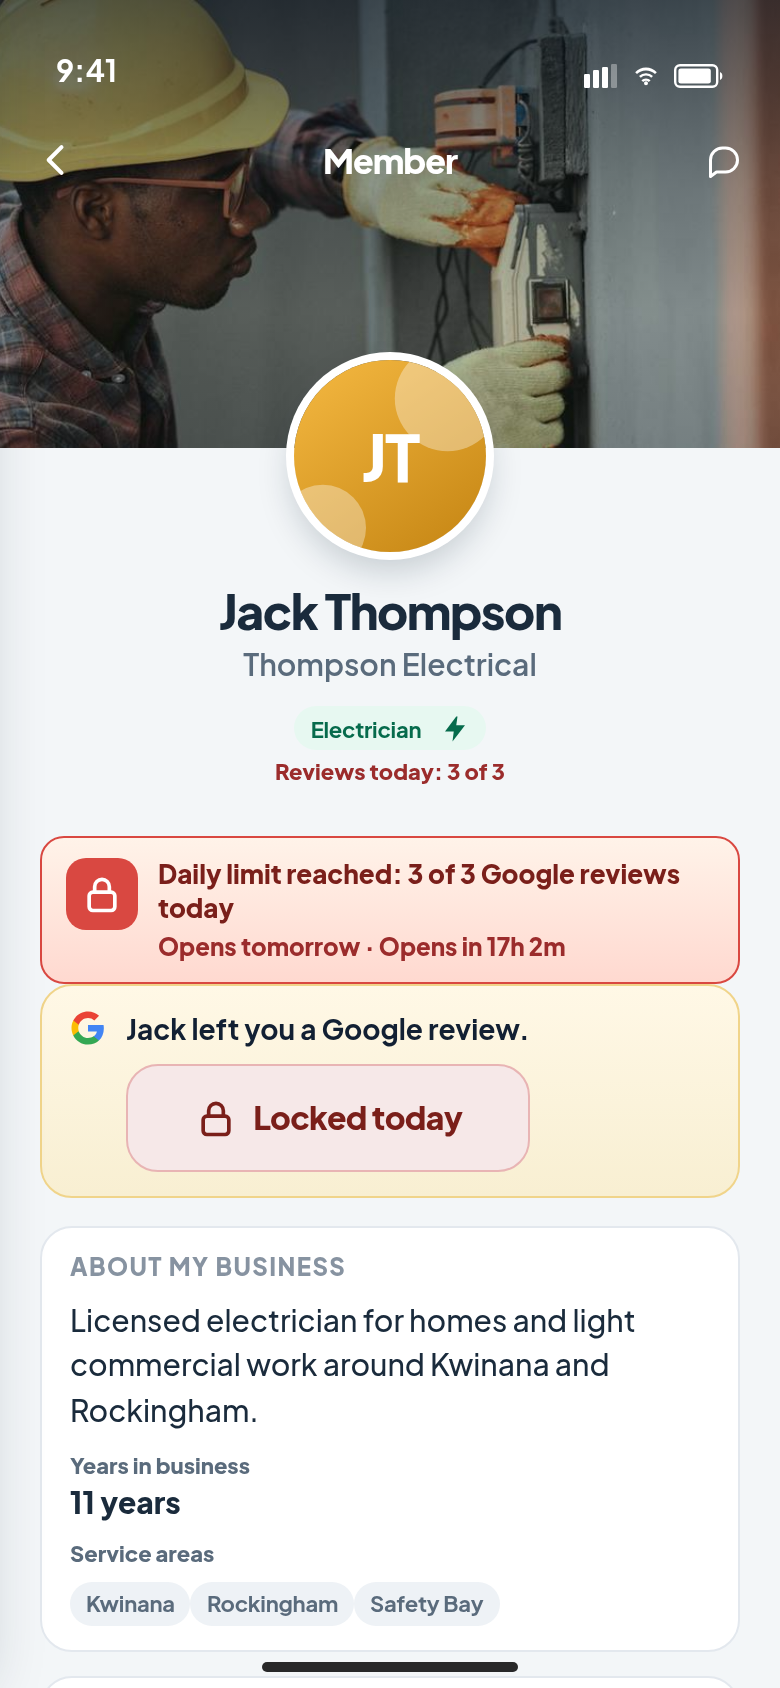 9:41
Member
JT
Jack Thompson
Thompson Electrical
Electrician
Reviews today: 3 of 3
Daily limit reached: 3 of 3 Google reviews
today
Opens tomorrow · Opens in 17h 2m
Jack left you a Google review.
Locked today
ABOUT MY BUSINESS
Licensed electrician for homes and light
commercial work around Kwinana and
Rockingham.
Years in business
11 years
Service areas
Kwinana Rockingham Safety Bay